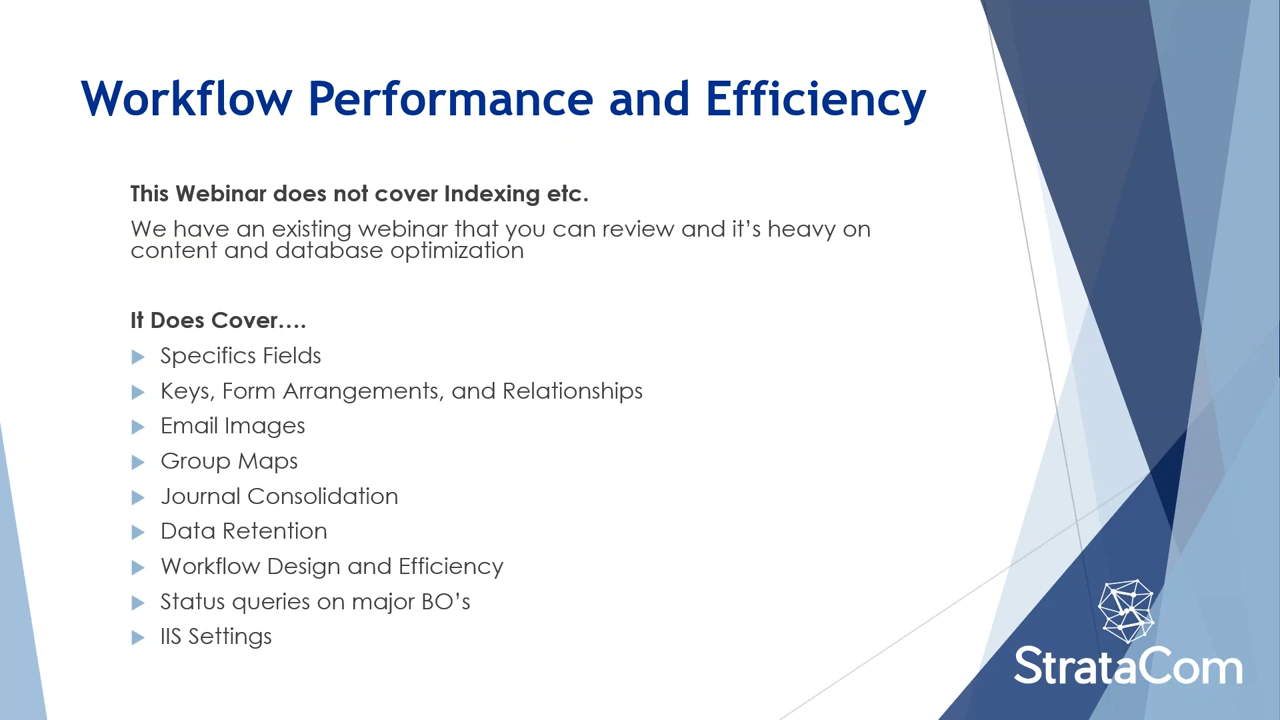 Workflow Performance and Efficiency
This Webinar does not cover Indexing etc.
We have an existing webinar that you can review and it’s heavy on
content and database optimization
It Does Cover….
Specifics Fields
Keys, Form Arrangements, and Relationships
Email Images
Group Maps
Journal Consolidation
Data Retention
Workflow Design and Efficiency
Status queries on major BO’s
IIS Settings
StrataCom